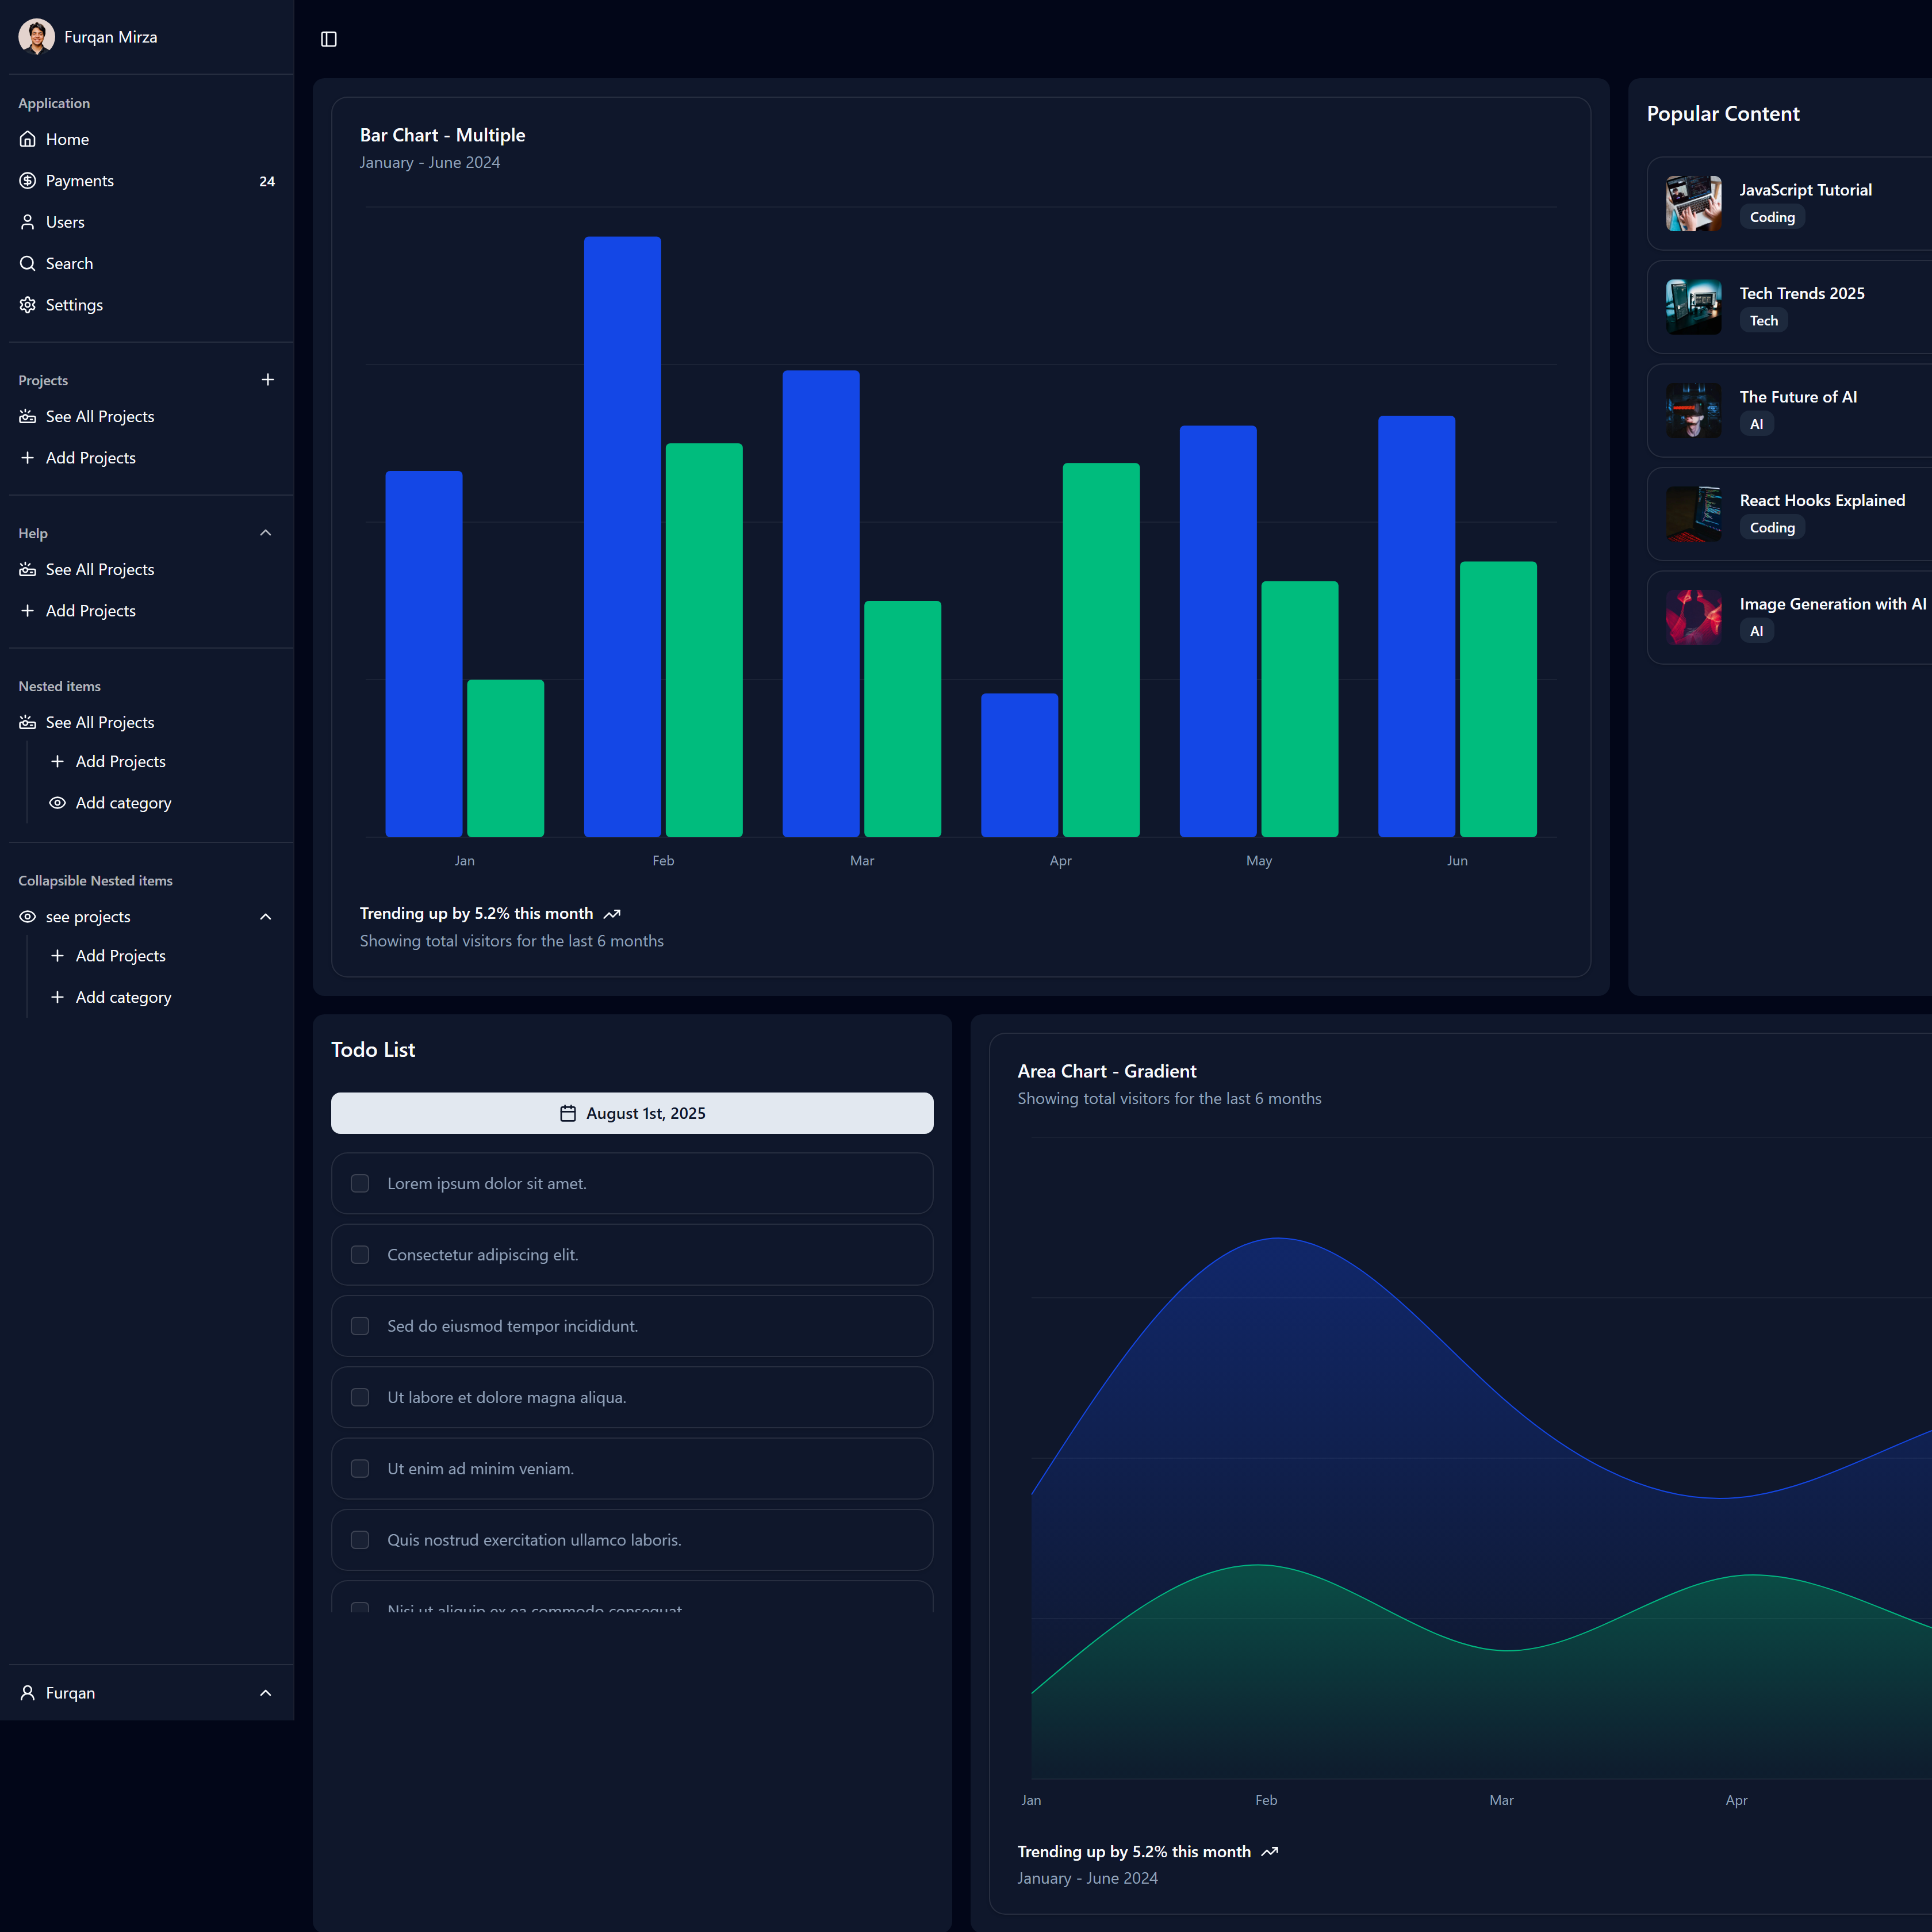 Furqan Mirza
Application
Home
Payments 24
Users
Search
Settings
Projects
See All Projects
Add Projects
Help
See All Projects
Add Projects
Nested items
See All Projects
Add Projects
Add category
Collapsible Nested items
see projects
Add Projects
Add category
Furqan
Bar Chart - Multiple
January - June 2024
Jan Feb Mar Apr May Jun
Trending up by 5.2% this month
Showing total visitors for the last 6 months
Popular Content
JavaScript Tutorial
Coding
Tech Trends 2025
Tech
The Future of AI
AI
React Hooks Explained
Coding
Image Generation with AI
AI
Todo List
August 1st, 2025
Lorem ipsum dolor sit amet.
Consectetur adipiscing elit.
Sed do eiusmod tempor incididunt.
Ut labore et dolore magna aliqua.
Ut enim ad minim veniam.
Quis nostrud exercitation ullamco laboris.
Nisi ut aliquip ex ea commodo consequat
Area Chart - Gradient
Showing total visitors for the last 6 months
Jan Feb Mar Apr
Trending up by 5.2% this month
January - June 2024